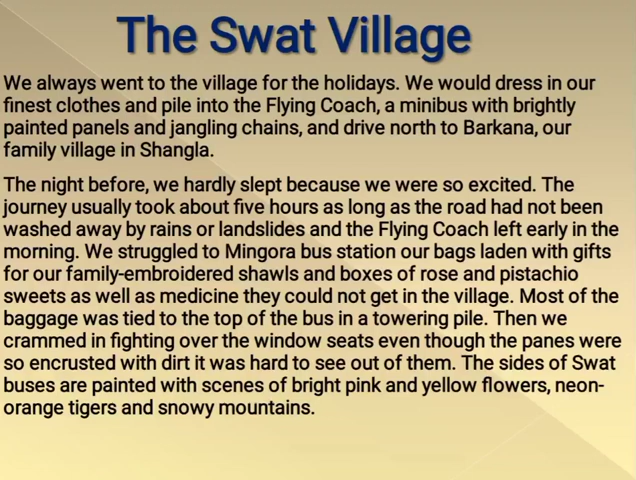 The Swat Village
We always went to the village for the holidays. We would dress in our
finest clothes and pile into the Flying Coach, a minibus with brightly
painted panels and jangling chains, and drive north to Barkana, our
family village in Shangla.
The night before, we hardly slept because we were so excited. The
journey usually took about five hours as long as the road had not been
washed away by rains or landslides and the Flying Coach left early in the
morning. We struggled to Mingora bus station our bags laden with gifts
for our family-embroidered shawls and boxes of rose and pistachio
sweets as well as medicine they could not get in the village. Most of the
baggage was tied to the top of the bus in a towering pile. Then we
crammed in fighting over the window seats even though the panes were
so encrusted with dirt it was hard to see out of them. The sides of Swat
buses are painted with scenes of bright pink and yellow flowers, neon-
orange tigers and snowy mountains.